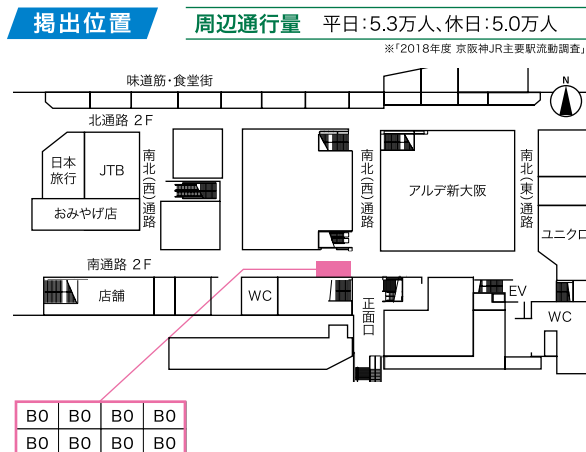 掲出位置
周辺通行量 平日:5.3万人、休日:5.0万人
※「2018年度 京阪神JR主要駅流動調査」
味道筋・食堂街
N
北通路 2F
日本
旅行
JTB
おみやげ店
南北(西)通路
南北(西)通路
アルデ新大阪
南北(東)通路
ユニクロ
南通路 2F
店舗
WC
正面口
EV
WC
B0 B0 B0 B0
B0 B0 B0 B0